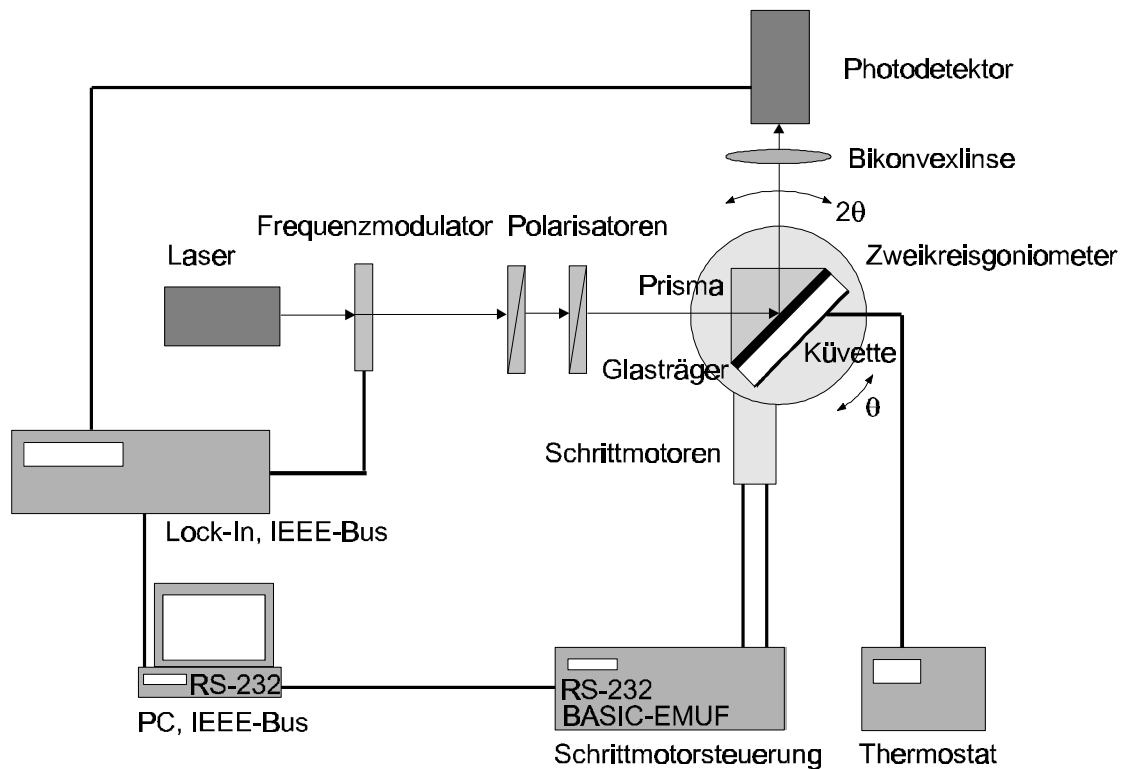 Photodetektor
Bikonvexlinse
2θ
Frequenzmodulator
Polarisatoren
Laser
Zweikreisgoniometer
Prisma
Küvette
Glasträger
θ
Schrittmotoren
Lock-In, IEEE-Bus
RS-232
PC, IEEE-Bus
RS-232
BASIC-EMUF
Schrittmotorsteuerung
Thermostat